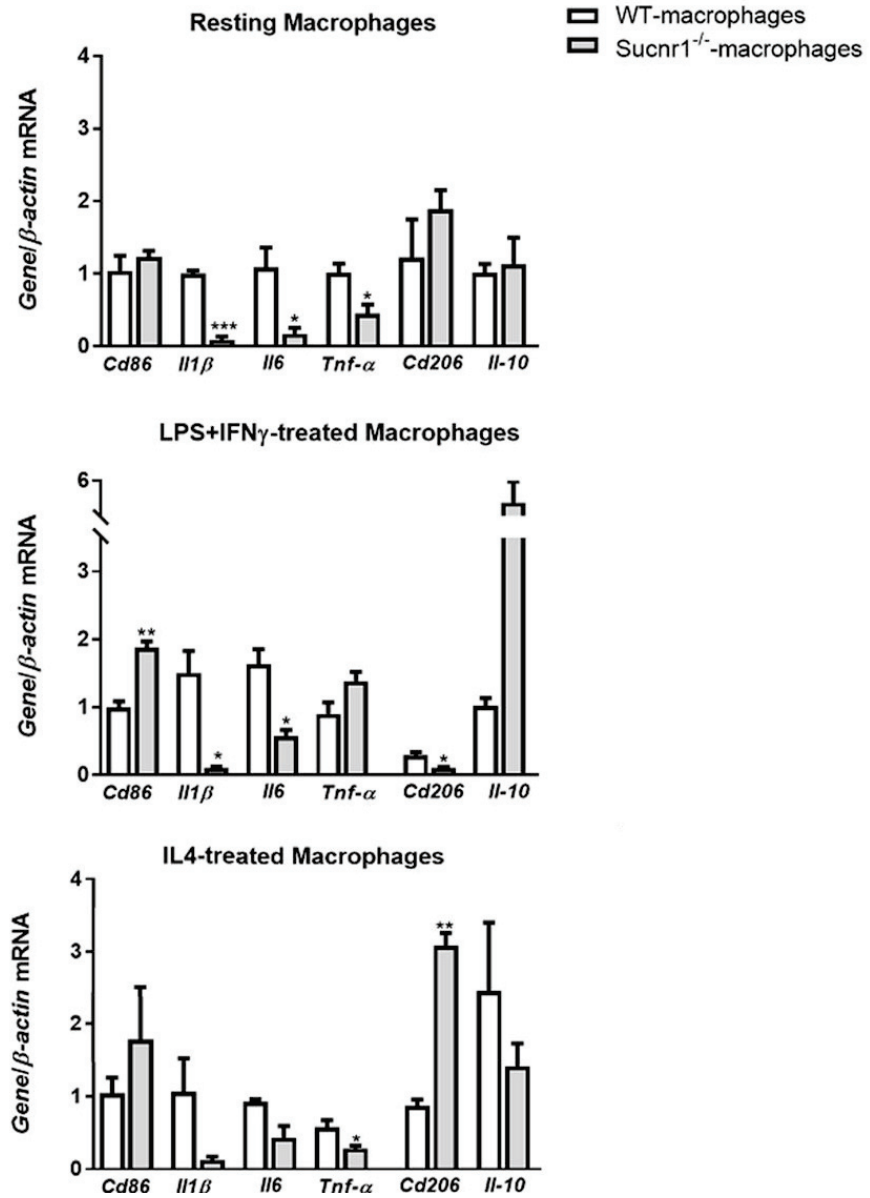 Resting Macrophages
WT-macrophages
Sucnr1-/--macrophages
Gene/β-actin mRNA
4
3
2
1
0
***
*
*
Cd86 Il1β Il6 Tnf-α Cd206 Il-10
LPS+IFNγ-treated Macrophages
Gene/β-actin mRNA
6
3
2
1
0
**
*
*
*
Cd86 Il1β Il6 Tnf-α Cd206 Il-10
IL4-treated Macrophages
Gene/β-actin mRNA
4
3
2
1
0
*
**
Cd86 Il1β Il6 Tnf-α Cd206 Il-10